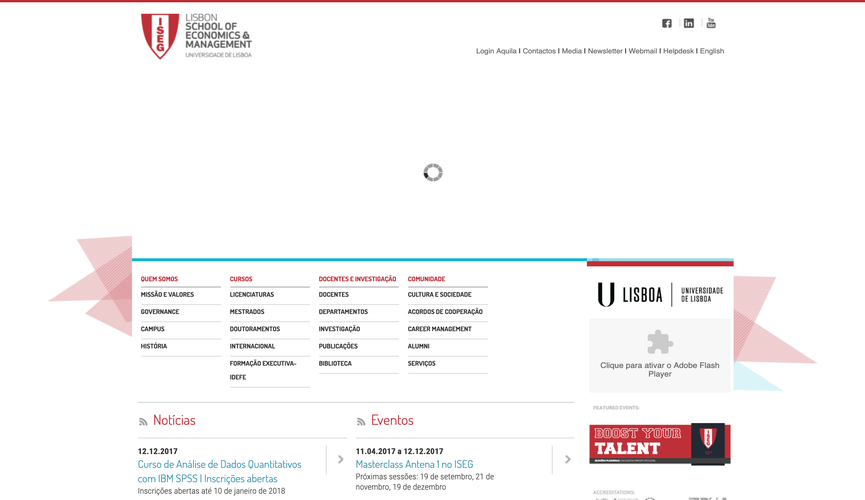 LISBON
SCHOOL OF
ECONOMICS &
MANAGEMENT
UNIVERSIDADE DE LISBOA
ISEG
You
Tube
Login Aquila I Contactos I Media I Newsletter I Webmail I Helpdesk I English
QUEM SOMOS
MISSÃO E VALORES
GOVERNANCE
CAMPUS
HISTÓRIA
CURSOS
LICENCIATURAS
MESTRADOS
DOUTORAMENTOS
INTERNACIONAL
FORMAÇÃO EXECUTIVA-
IDEFE
DOCENTES E INVESTIGAÇÃO
DOCENTES
DEPARTAMENTOS
INVESTIGAÇÃO
PUBLICAÇÕES
BIBLIOTECA
COMUNIDADE
CULTURA E SOCIEDADE
ACORDOS DE COOPERAÇÃO
CAREER MANAGEMENT
ALUMNI
SERVIÇOS
U LISBOA | UNIVERSIDADE
DE LISBOA
Clique para ativar o Adobe Flash
Player
FEATURED EVENTS:
BOOST YOUR
TALENT
ACCREDITATIONS:
Notícias
12.12.2017
Curso de Análise de Dados Quantitativos
com IBM SPSS I Inscrições abertas
Inscrições abertas até 10 de janeiro de 2018
Eventos
11.04.2017 a 12.12.2017
Masterclass Antena 1 no ISEG
Próximas sessões: 19 de setembro, 21 de
novembro, 19 de dezembro